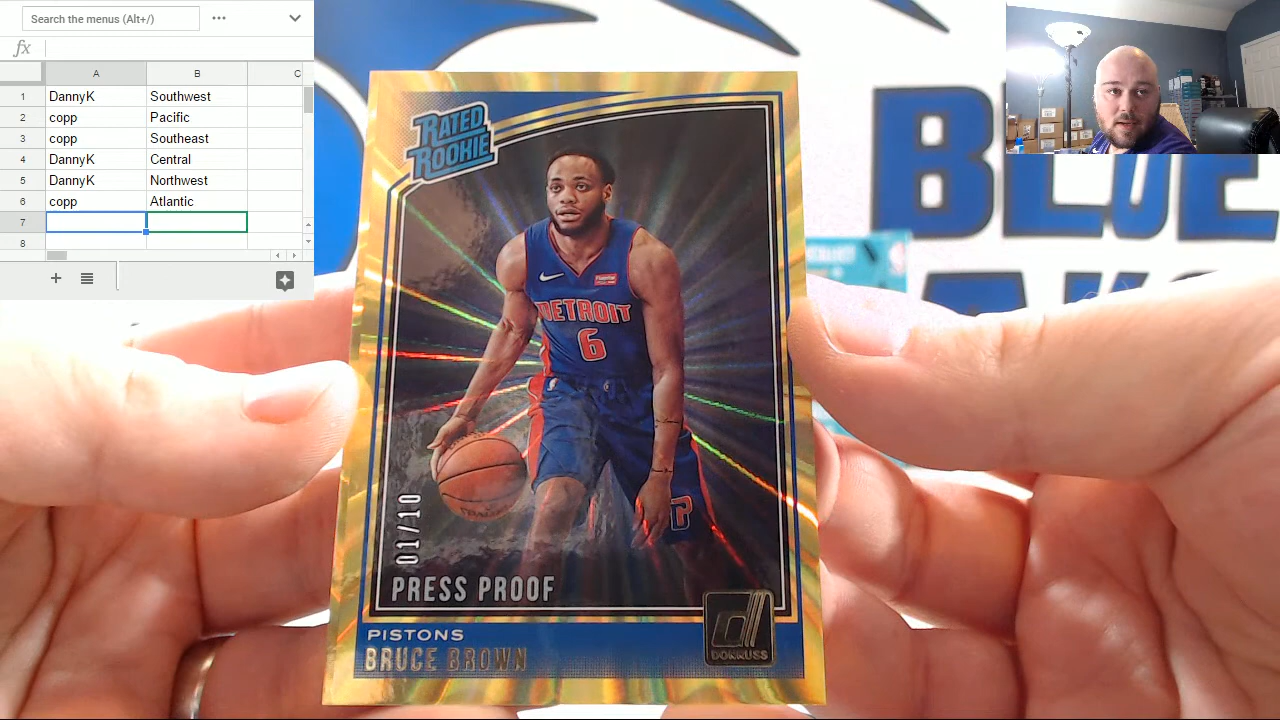 Search the menus (Alt+/)
fx
A B C
1 DannyK Southwest
2 copp Pacific
3 copp Southeast
4 DannyK Central
5 DannyK Northwest
6 copp Atlantic
7
8
RATED
ROOKIE
DETROIT
6
01/10
PRESS PROOF
PISTONS
BRUCE BROWN
DONRUSS
BLUE